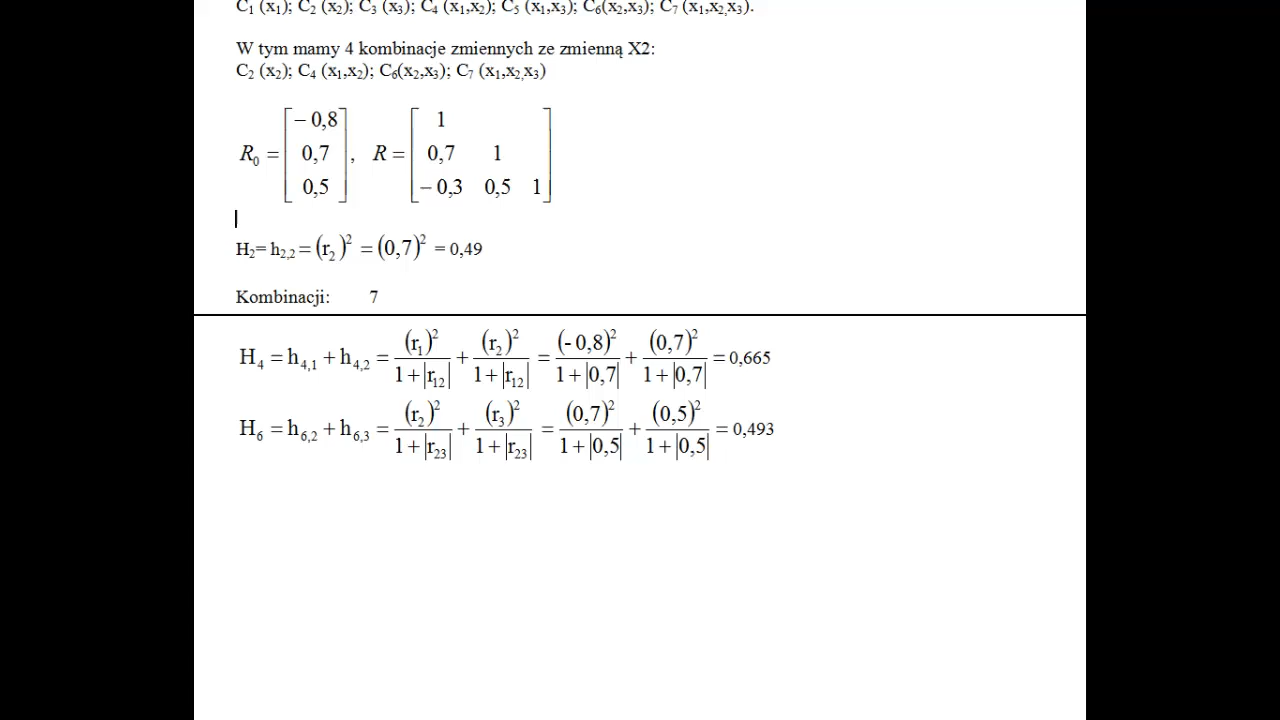 C₁ (x₁); C₂ (x₂); C₃ (x₃); C₄ (x₁,x₂); C₅ (x₁,x₃); C₆(x₂,x₃); C₇ (x₁,x₂,x₃).
W tym mamy 4 kombinacje zmiennych ze zmienną X2:
C₂ (x₂); C₄ (x₁,x₂); C₆(x₂,x₃); C₇ (x₁,x₂,x₃)
R₀ = [−0,8; 0,7; 0,5], R = [1; 0,7 1; −0,3 0,5 1]
H₂= h₂,₂ = (r₂)² = (0,7)² = 0,49
Kombinacji: 7
H₄ = h₄,₁ + h₄,₂ = (r₁)²/(1+|r₁₂|) + (r₂)²/(1+|r₁₂|) = (-0,8)²/(1+|0,7|) + (0,7)²/(1+|0,7|) = 0,665
H₆ = h₆,₂ + h₆,₃ = (r₂)²/(1+|r₂₃|) + (r₃)²/(1+|r₂₃|) = (0,7)²/(1+|0,5|) + (0,5)²/(1+|0,5|) = 0,493